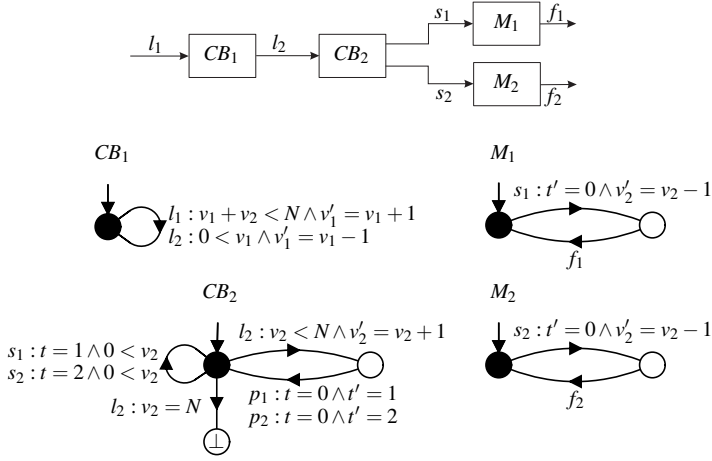 l₁
CB₁
l₂
CB₂
s₁
M₁
f₁
s₂
M₂
f₂
CB₁
l₁ : v₁ + v₂ < N ∧ v′₁ = v₁ + 1
l₂ : 0 < v₁ ∧ v′₁ = v₁ − 1
M₁
s₁ : t′ = 0 ∧ v′₂ = v₂ − 1
f₁
CB₂
l₂ : v₂ < N ∧ v′₂ = v₂ + 1
s₁ : t = 1 ∧ 0 < v₂
s₂ : t = 2 ∧ 0 < v₂
p₁ : t = 0 ∧ t′ = 1
p₂ : t = 0 ∧ t′ = 2
l₂ : v₂ = N
⊥
M₂
s₂ : t′ = 0 ∧ v′₂ = v₂ − 1
f₂